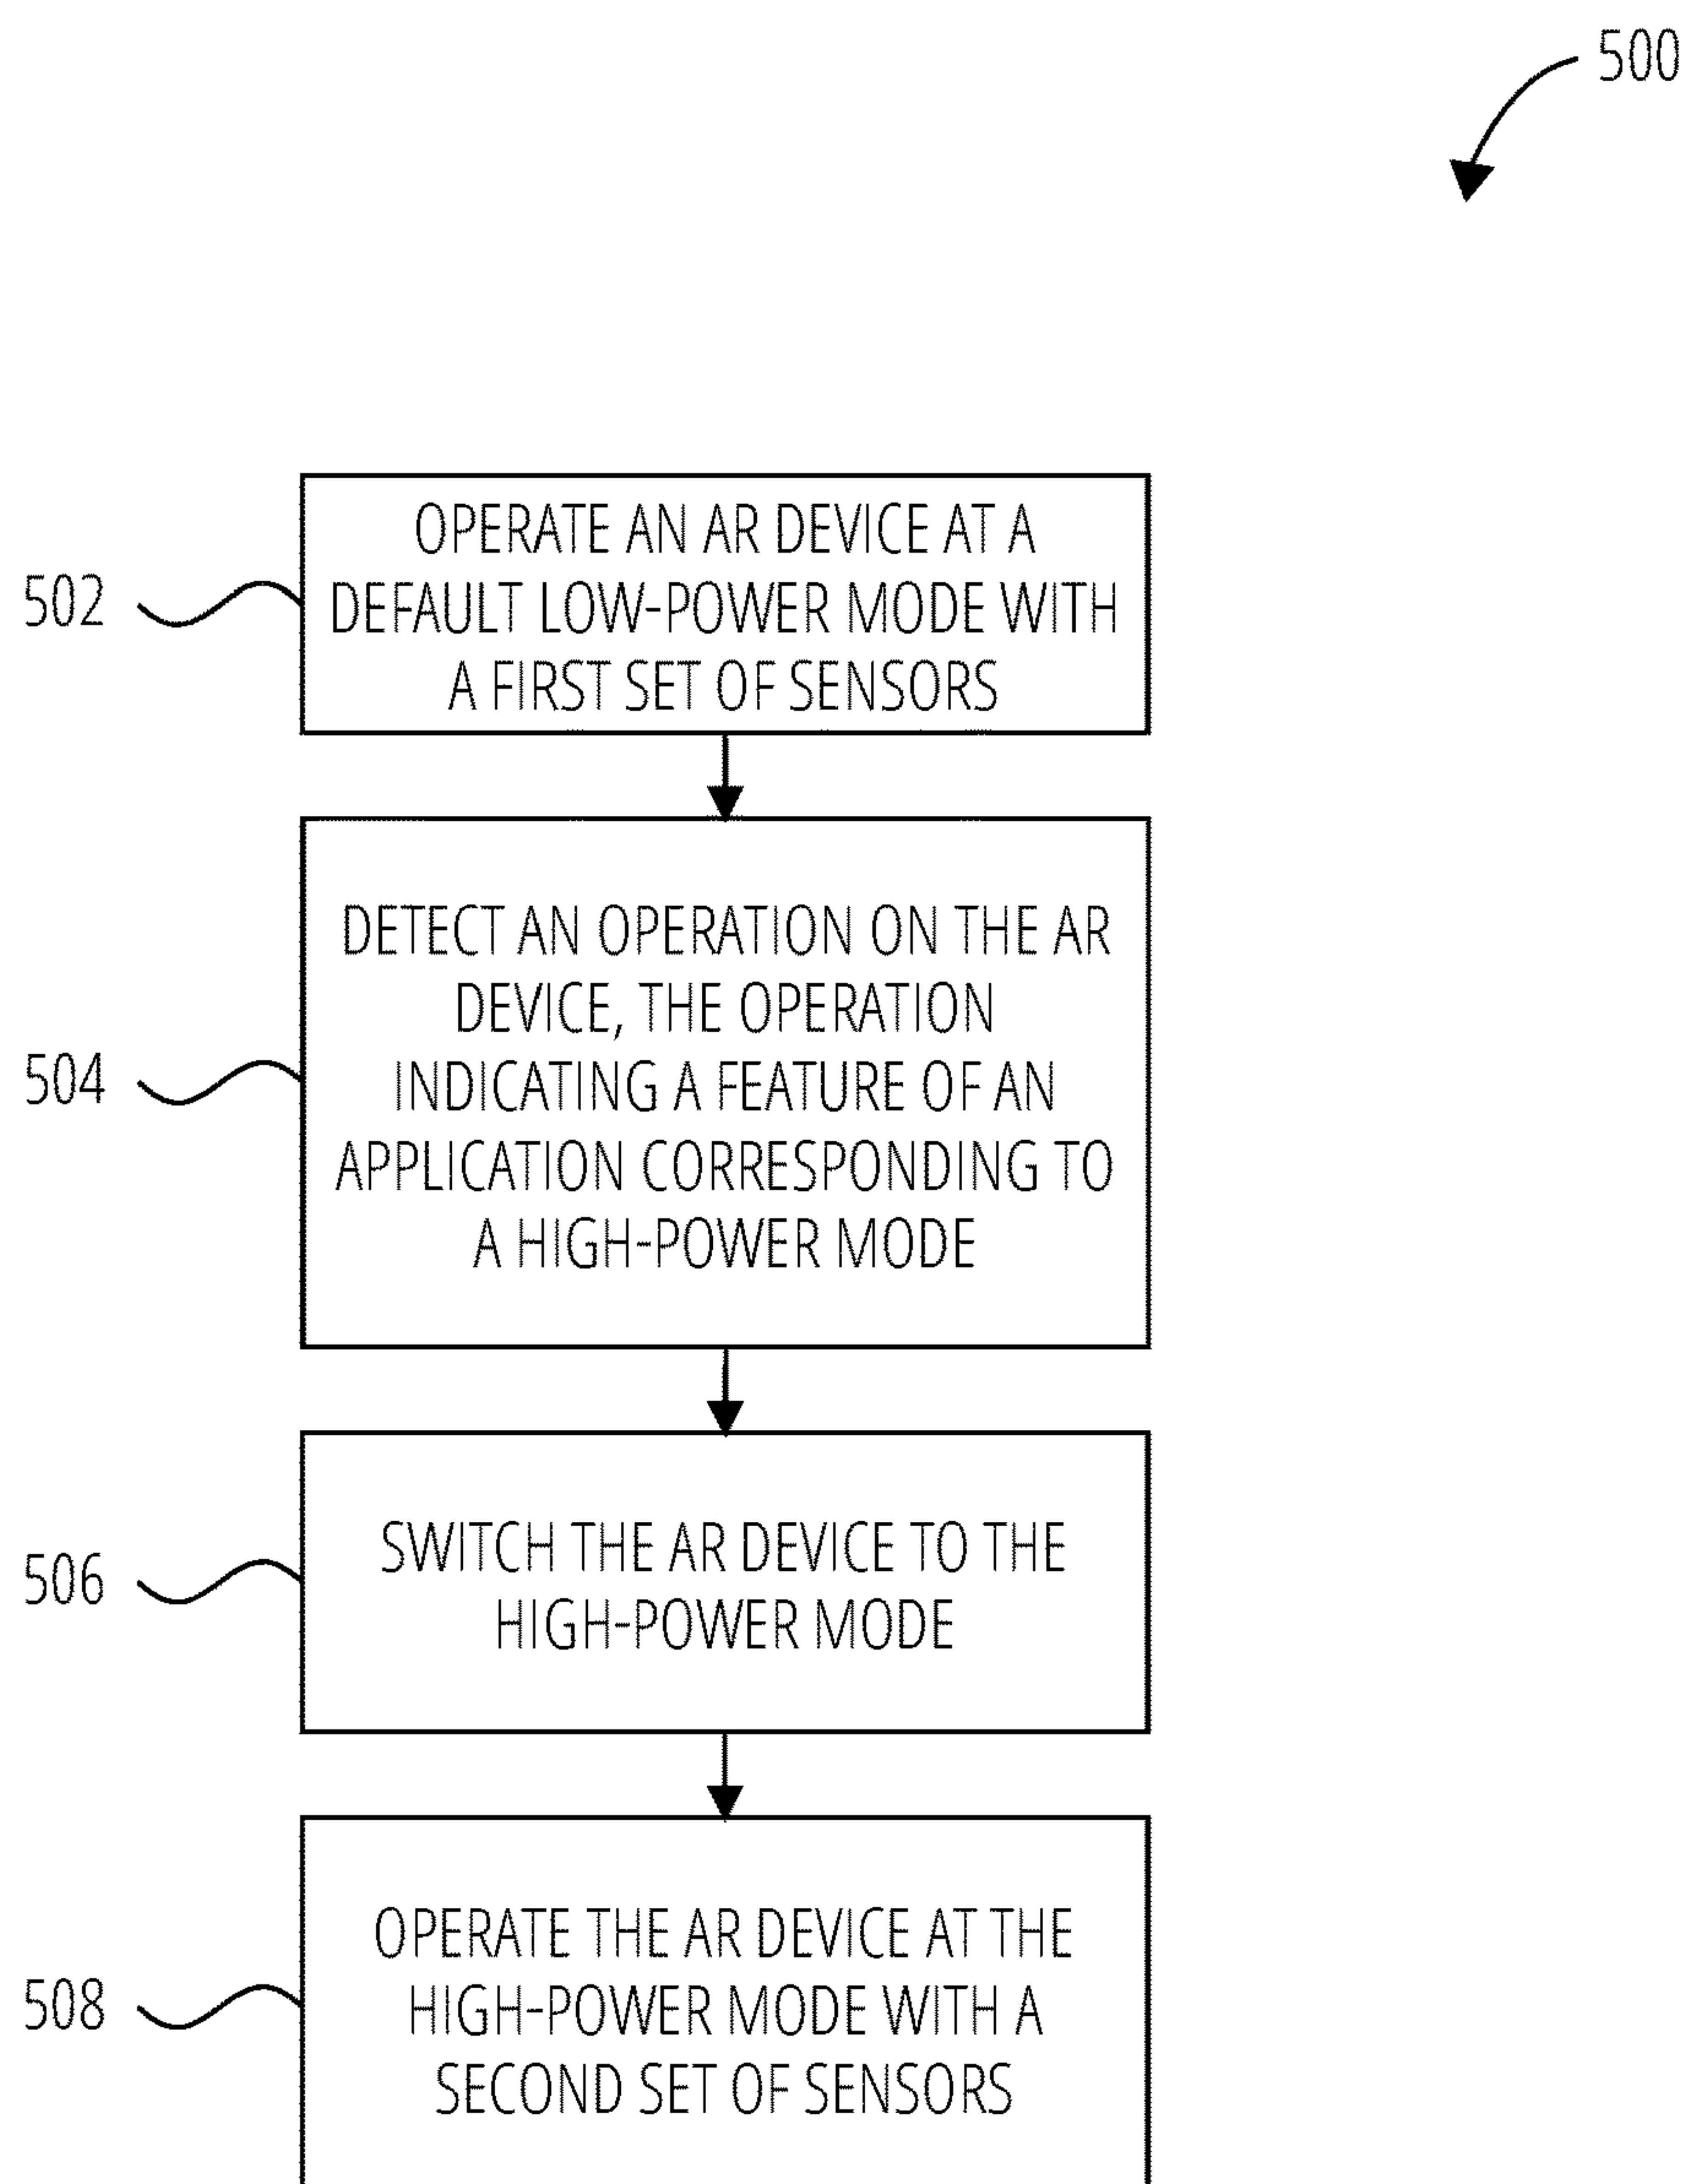 500
502
OPERATE AN AR DEVICE AT A
DEFAULT LOW-POWER MODE WITH
A FIRST SET OF SENSORS
504
DETECT AN OPERATION ON THE AR
DEVICE, THE OPERATION
INDICATING A FEATURE OF AN
APPLICATION CORRESPONDING TO
A HIGH-POWER MODE
506
SWITCH THE AR DEVICE TO THE
HIGH-POWER MODE
508
OPERATE THE AR DEVICE AT THE
HIGH-POWER MODE WITH A
SECOND SET OF SENSORS